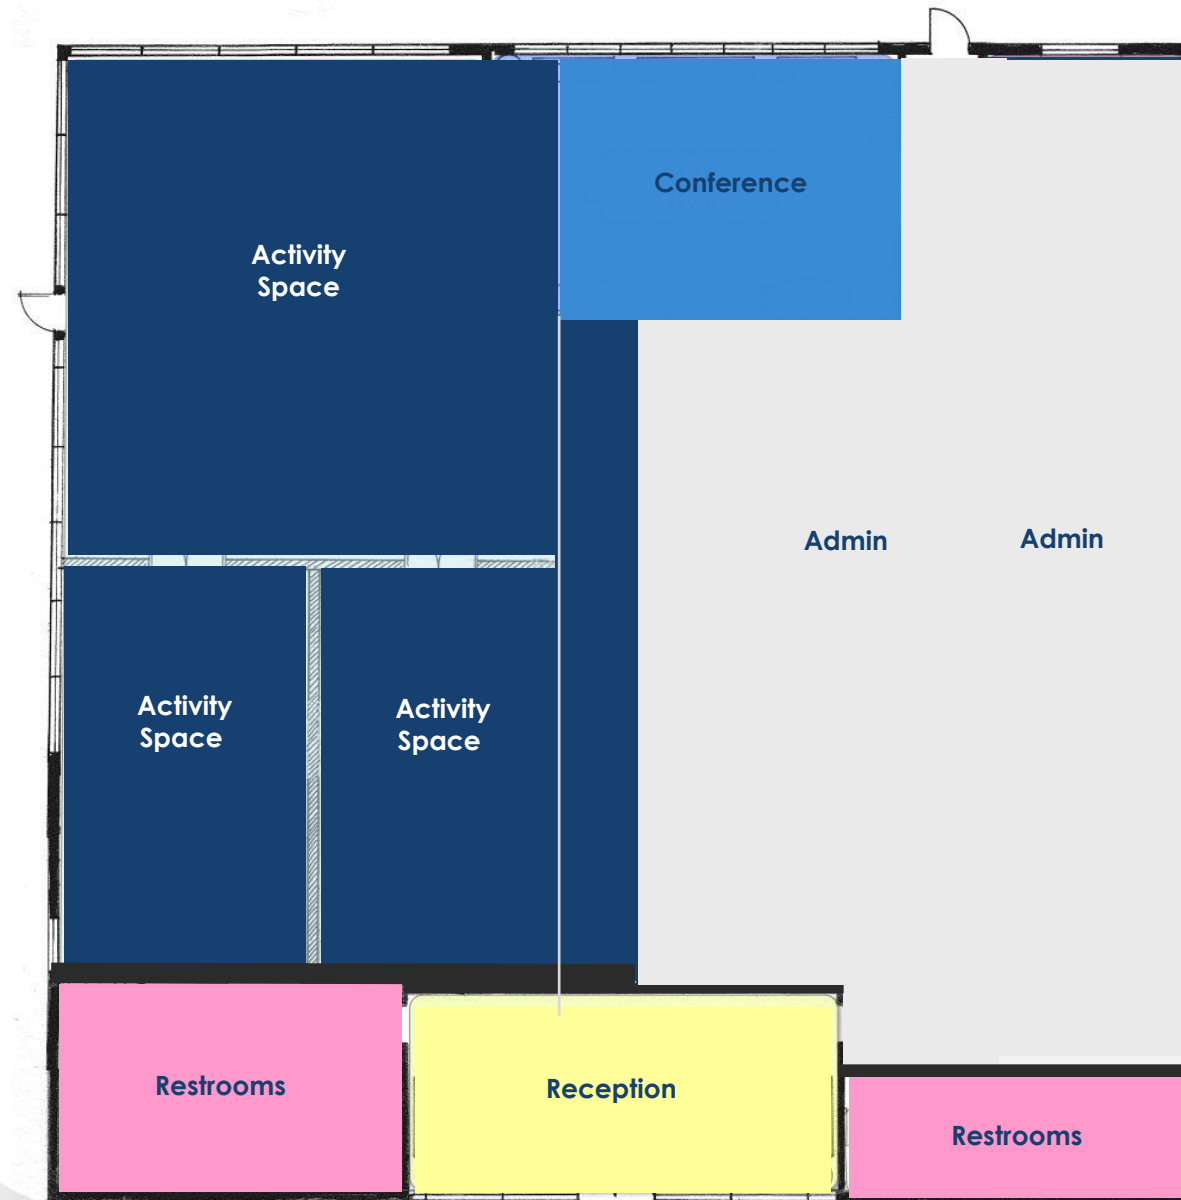 Conference
Activity
Space
Admin
Admin
Activity
Space
Activity
Space
Restrooms
Reception
Restrooms